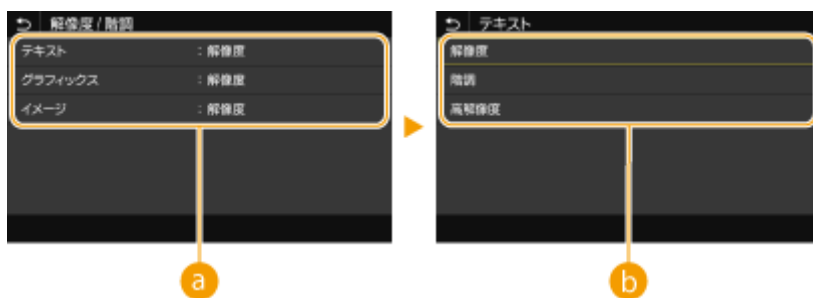 解像度 / 階調
テキスト : 解像度
グラフィックス : 解像度
イメージ : 解像度
a
テキスト
解像度
階調
高解像度
b